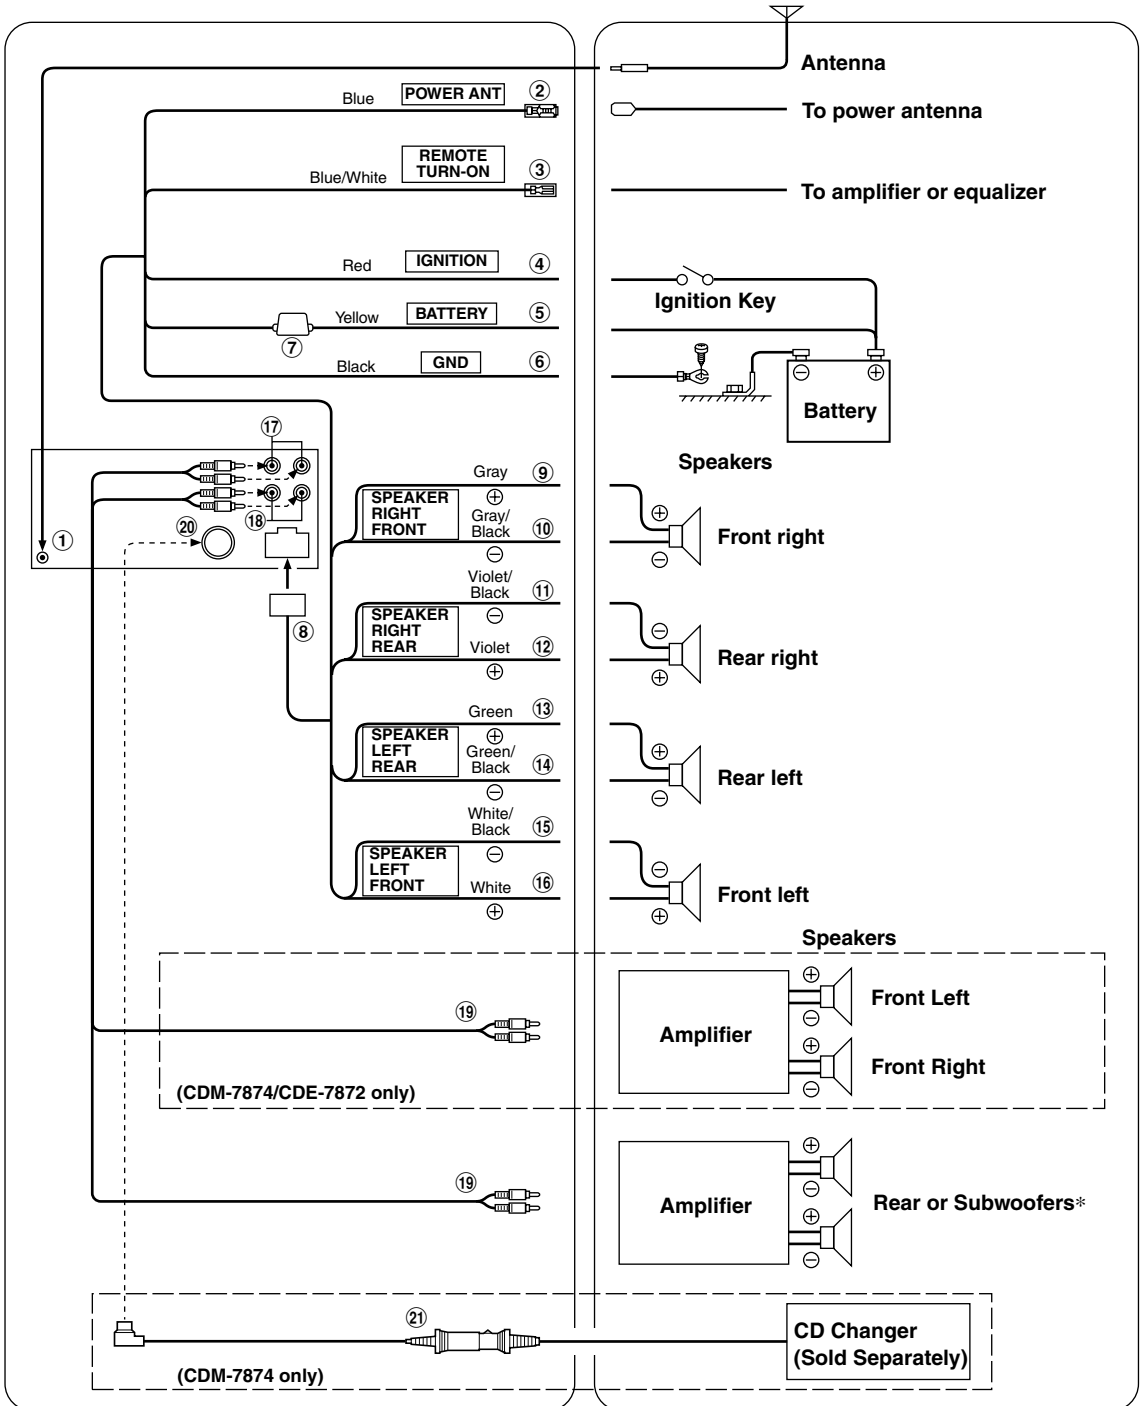 Antenna
Blue
POWER ANT
②
To power antenna
Blue/White
REMOTE
TURN-ON
③
To amplifier or equalizer
Red
IGNITION
④
Ignition Key
Yellow
BATTERY
⑤
⑦
Black
GND
⑥
⊖
⊕
Battery
⑰
Speakers
Gray
⑨
SPEAKER
RIGHT
FRONT
⊕
Gray/
Black
⑩
⊖
⊕
Front right
⊖
⑱
⑳
①
Violet/
Black
⑪
⑧
SPEAKER
RIGHT
REAR
⊖
Violet
⑫
⊕
⊖
Rear right
⊕
Green
⑬
SPEAKER
LEFT
REAR
⊕
Green/
Black
⑭
⊖
⊕
Rear left
⊖
White/
Black
⑮
SPEAKER
LEFT
FRONT
⊖
White
⑯
⊕
⊖
Front left
⊕
Speakers
⑲
Amplifier
⊕
Front Left
⊖
⊕
Front Right
⊖
(CDM-7874/CDE-7872 only)
⑲
Amplifier
⊕
⊖
Rear or Subwoofers*
⊕
⊖
㉑
CD Changer
(Sold Separately)
(CDM-7874 only)